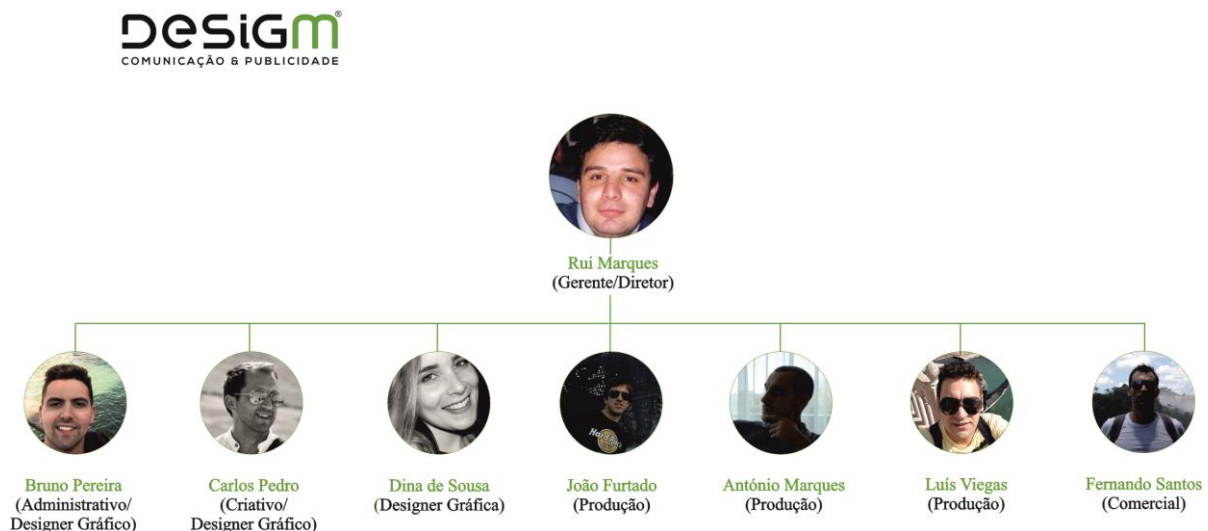 DESIGM®
COMUNICAÇÃO & PUBLICIDADE
Rui Marques
(Gerente/Diretor)
Bruno Pereira
(Administrativo/
Designer Gráfico)
Carlos Pedro
(Criativo/
Designer Gráfico)
Dina de Sousa
(Designer Gráfica)
João Furtado
(Produção)
António Marques
(Produção)
Luís Viegas
(Produção)
Fernando Santos
(Comercial)